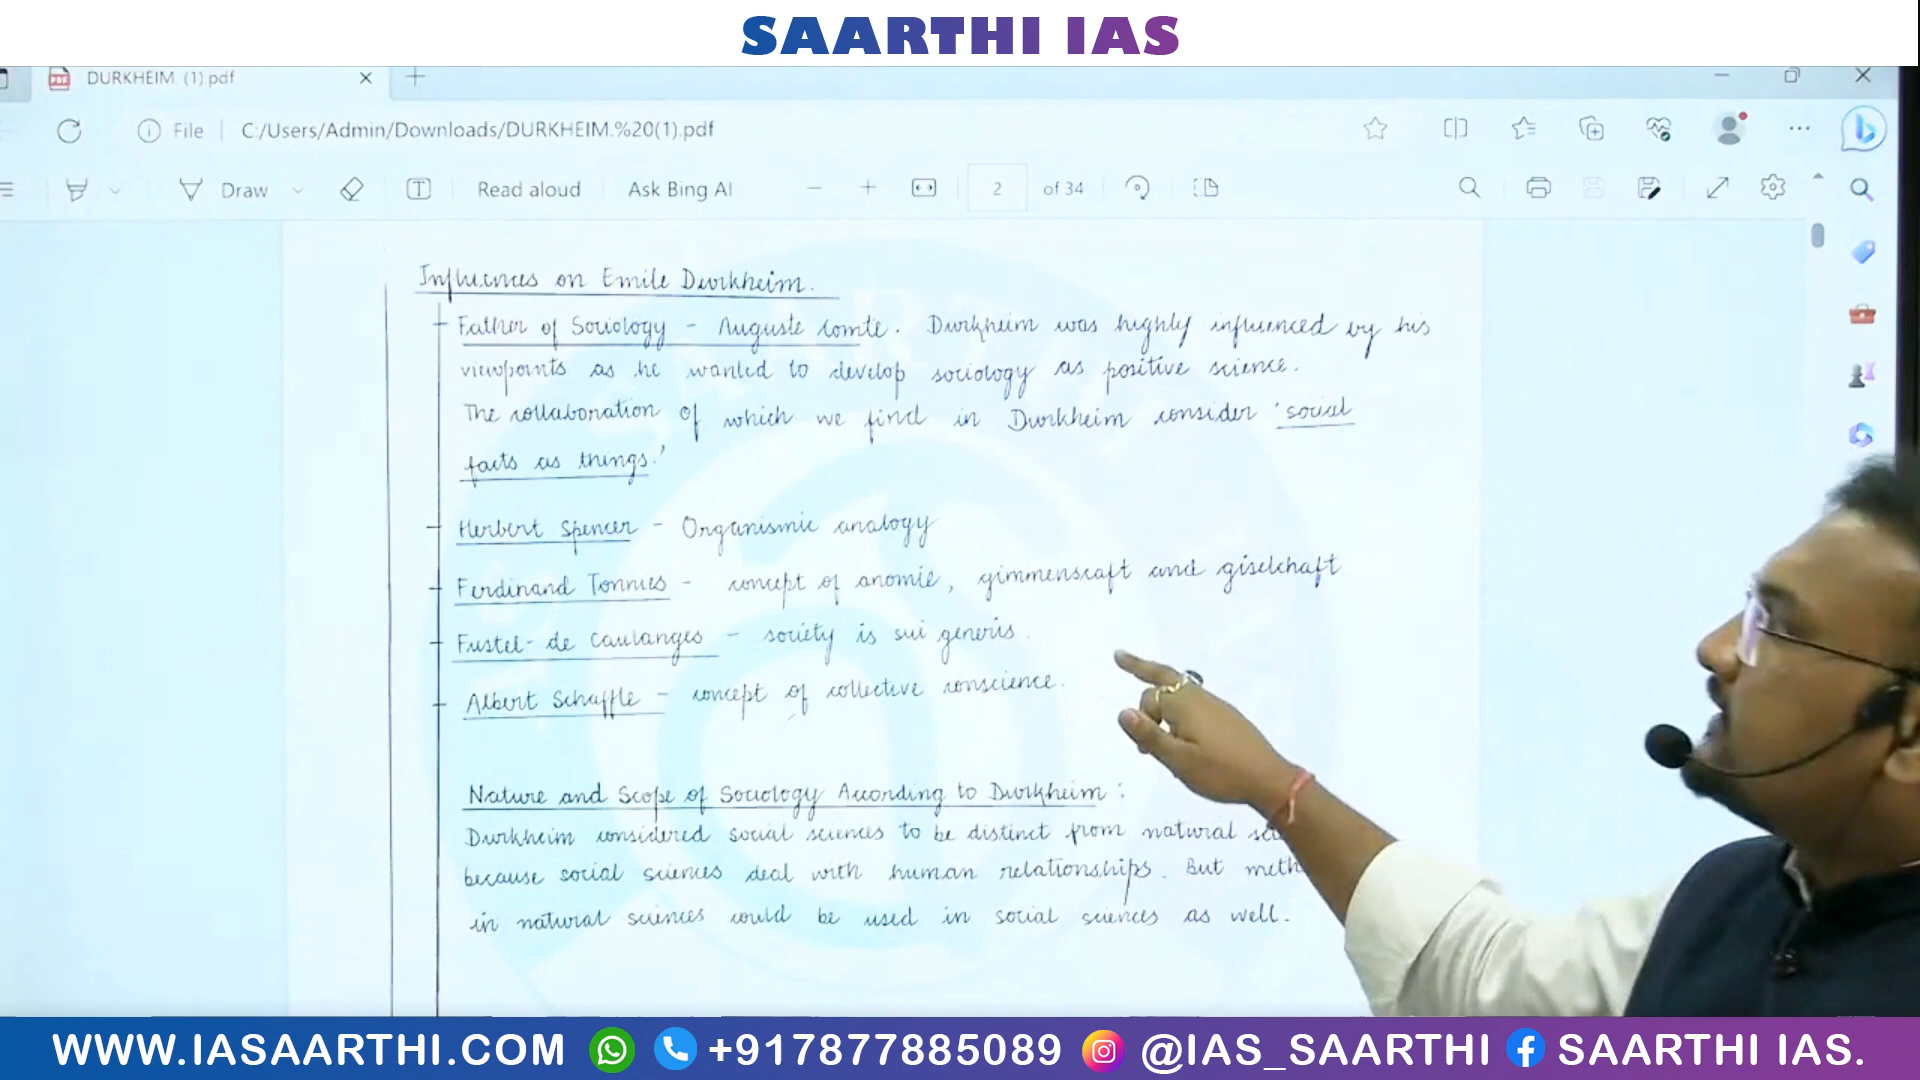 SAARTHI IAS
DURKHEIM. (1).pdf
File C:/Users/Admin/Downloads/DURKHEIM.%20(1).pdf
Draw Read aloud Ask Bing AI 2 of 34
Influences on Emile Durkheim.
Father of Sociology - Auguste Comte. Durkheim was highly influenced by his
viewpoints as he wanted to develop sociology as positive science.
The collaboration of which we find in Durkheim consider 'social
facts as things.'
Herbert Spencer - Organismic analogy
Ferdinand Tonnies - concept of anomie, gimmenscaft and giselchaft
Fustel-de Caulanges - society is sui generis.
Albert Schaffle - concept of collective conscience.
Nature and Scope of Sociology According to Durkheim :
Durkheim considered social sciences to be distinct from natural
because social sciences deal with human relationships. But meth
in natural sciences could be used in social sciences as well.
WWW.IASAARTHI.COM +917877885089 @IAS_SAARTHI SAARTHI IAS.